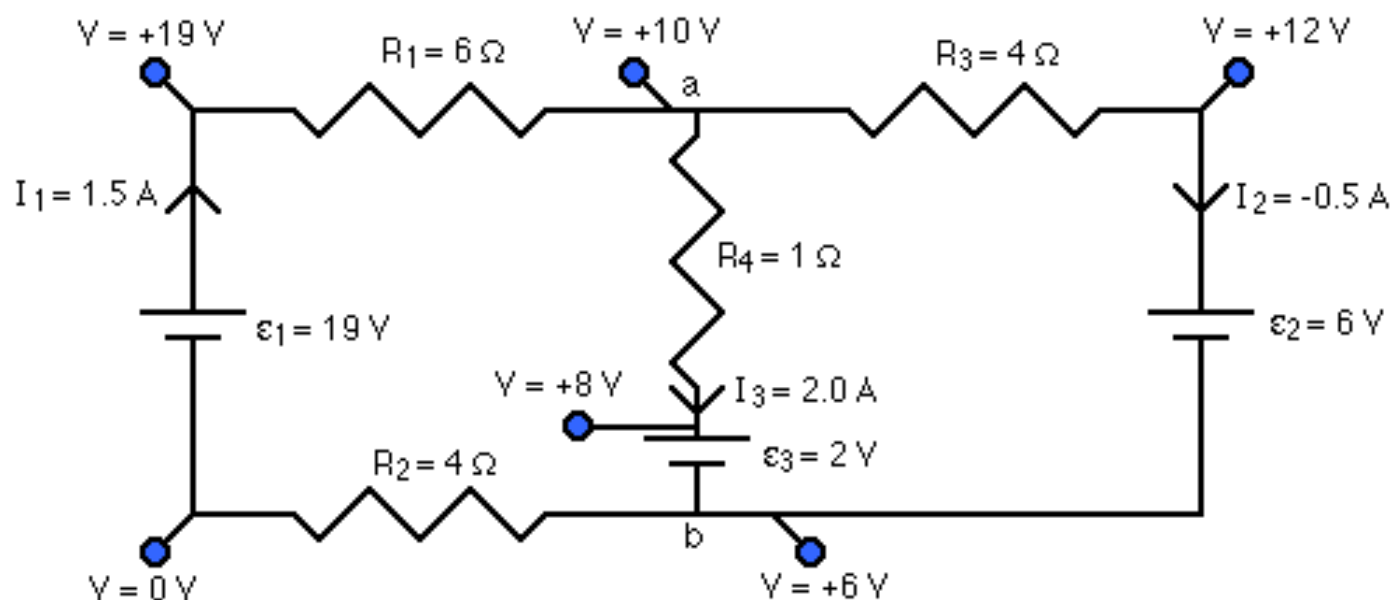 V = +19 V
R1 = 6 Ω
V = +10 V
a
R3 = 4 Ω
V = +12 V
I1 = 1.5 A
I2 = -0.5 A
R4 = 1 Ω
ε1 = 19 V
ε2 = 6 V
V = +8 V
I3 = 2.0 A
R2 = 4 Ω
ε3 = 2 V
b
V = 0 V
V = +6 V